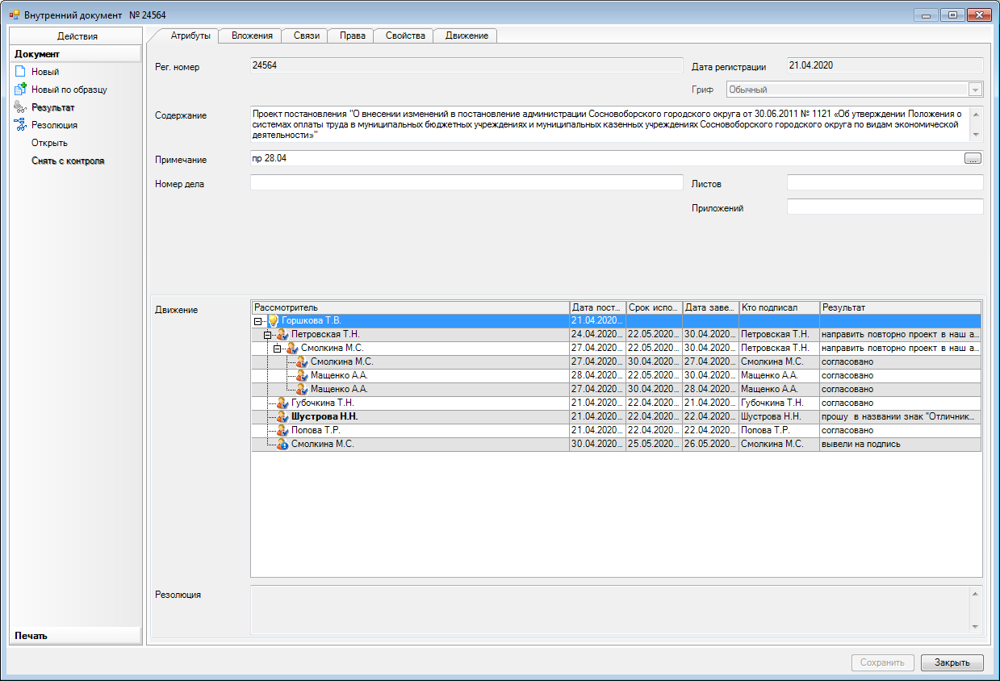 Внутренний документ № 24564
Действия
Документ
Новый
Новый по образцу
Результат
Резолюция
Открыть
Снять с контроля
Печать
Атрибуты Вложения Связи Права Свойства Движение
Рег. номер 24564 Дата регистрации 21.04.2020
Гриф Обычный
Содержание
Проект постановления "О внесении изменений в постановление администрации Сосновоборского городского округа от 30.06.2011 № 1121 «Об утверждении Положения о
системах оплаты труда в муниципальных бюджетных учреждениях и муниципальных казенных учреждениях Сосновоборского городского округа по видам экономической
деятельности»"
Примечание пр 28.04 ...
Номер дела Листов
Приложений
Движение
Рассмотритель Дата пост... Срок испо... Дата заве... Кто подписал Результат
Горшкова Т.В. 21.04.2020...
Петровская Т.Н. 24.04.2020... 22.05.2020... 30.04.2020... Петровская Т.Н. направить повторно проект в наш а...
Смолкина М.С. 27.04.2020... 22.05.2020... 30.04.2020... Петровская Т.Н. направить повторно проект в наш а...
Смолкина М.С. 27.04.2020... 30.04.2020... 27.04.2020... Смолкина М.С. согласовано
Мащенко А.А. 28.04.2020... 22.05.2020... 30.04.2020... Мащенко А.А. согласовано
Мащенко А.А. 27.04.2020... 30.04.2020... 28.04.2020... Мащенко А.А. согласовано
Губочкина Т.Н. 21.04.2020... 22.04.2020... 21.04.2020... Губочкина Т.Н. согласовано
Шустрова Н.Н. 21.04.2020... 22.04.2020... 22.04.2020... Шустрова Н.Н. прошу в названии знак "Отличник...
Попова Т.Р. 21.04.2020... 22.04.2020... 22.04.2020... Попова Т.Р. согласовано
Смолкина М.С. 30.04.2020... 25.05.2020... 26.05.2020... Смолкина М.С. вывели на подпись
Резолюция
Сохранить Закрыть